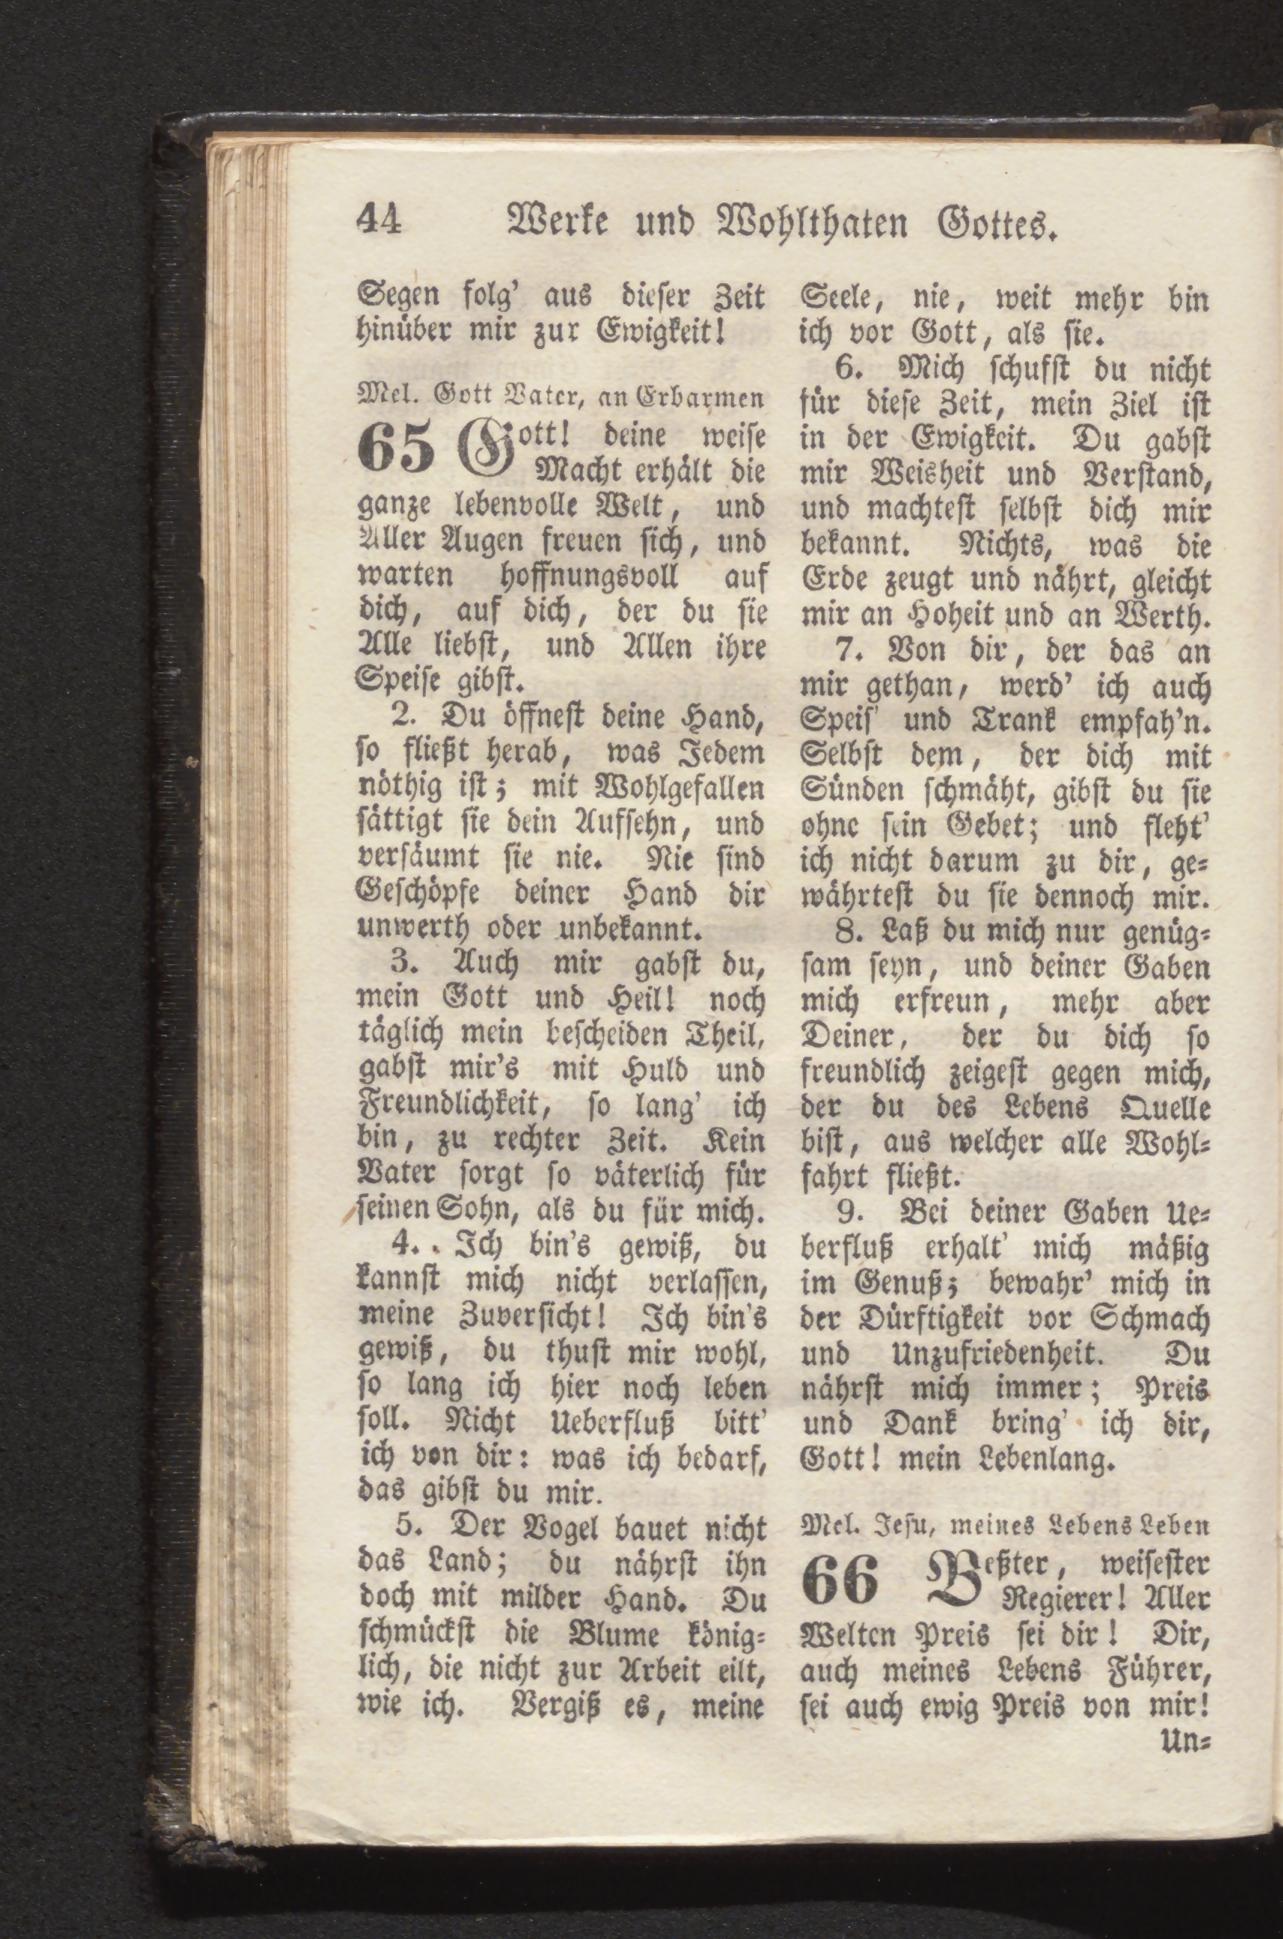 44 Werke und Wohlthaten Gottes.
Segen folg' aus dieser Zeit
hinüber mir zur Ewigkeit!
Mel. Gott Vater, an Erbarmen
65 Gott! deine weise
Macht erhält die
ganze lebenvolle Welt, und
Aller Augen freuen sich, und
warten hoffnungsvoll auf
dich, auf dich, der du sie
Alle liebst, und Allen ihre
Speise gibst.
2. Du öffnest deine Hand,
so fließt herab, was Jedem
nöthig ist; mit Wohlgefallen
sättigt sie dein Aufsehn, und
versäumt sie nie. Nie sind
Geschöpfe deiner Hand dir
unwerth oder unbekannt.
3. Auch mir gabst du,
mein Gott und Heil! noch
täglich mein bescheiden Theil,
gabst mir's mit Huld und
Freundlichkeit, so lang' ich
bin, zu rechter Zeit. Kein
Vater sorgt so väterlich für
seinen Sohn, als du für mich.
4. Ich bin's gewiß, du
kannst mich nicht verlassen,
meine Zuversicht! Ich bin's
gewiß, du thust mir wohl,
so lang ich hier noch leben
soll. Nicht Ueberfluß bitt'
ich von dir: was ich bedarf,
das gibst du mir.
5. Der Vogel bauet nicht
das Land; du nährst ihn
doch mit milder Hand. Du
schmückst die Blume könig-
lich, die nicht zur Arbeit eilt,
wie ich. Vergiß es, meine
Seele, nie, weit mehr bin
ich vor Gott, als sie.
6. Mich schufst du nicht
für diese Zeit, mein Ziel ist
in der Ewigkeit. Du gabst
mir Weisheit und Verstand,
und machtest selbst dich mir
bekannt. Nichts, was die
Erde zeugt und nährt, gleicht
mir an Hoheit und an Werth.
7. Von dir, der das an
mir gethan, werd' ich auch
Speis' und Trank empfah'n.
Selbst dem, der dich mit
Sünden schmäht, gibst du sie
ohne sein Gebet; und fleht'
ich nicht darum zu dir, ge-
währtest du sie dennoch mir.
8. Laß du mich nur genüg-
sam seyn, und deiner Gaben
mich erfreun, mehr aber
Deiner, der du dich so
freundlich zeigest gegen mich,
der du des Lebens Quelle
bist, aus welcher alle Wohl-
fahrt fließt.
9. Bei deiner Gaben Ue-
berfluß erhalt' mich mäßig
im Genuß; bewahr' mich in
der Dürftigkeit vor Schmach
und Unzufriedenheit. Du
nährst mich immer; Preis
und Dank bring' ich dir,
Gott! mein Lebenlang.
Mel. Jesu, meines Lebens Leben
66 Beßter, weisester
Regierer! Aller
Welten Preis sei dir! Dir,
auch meines Lebens Führer,
sei auch ewig Preis von mir!
Un-